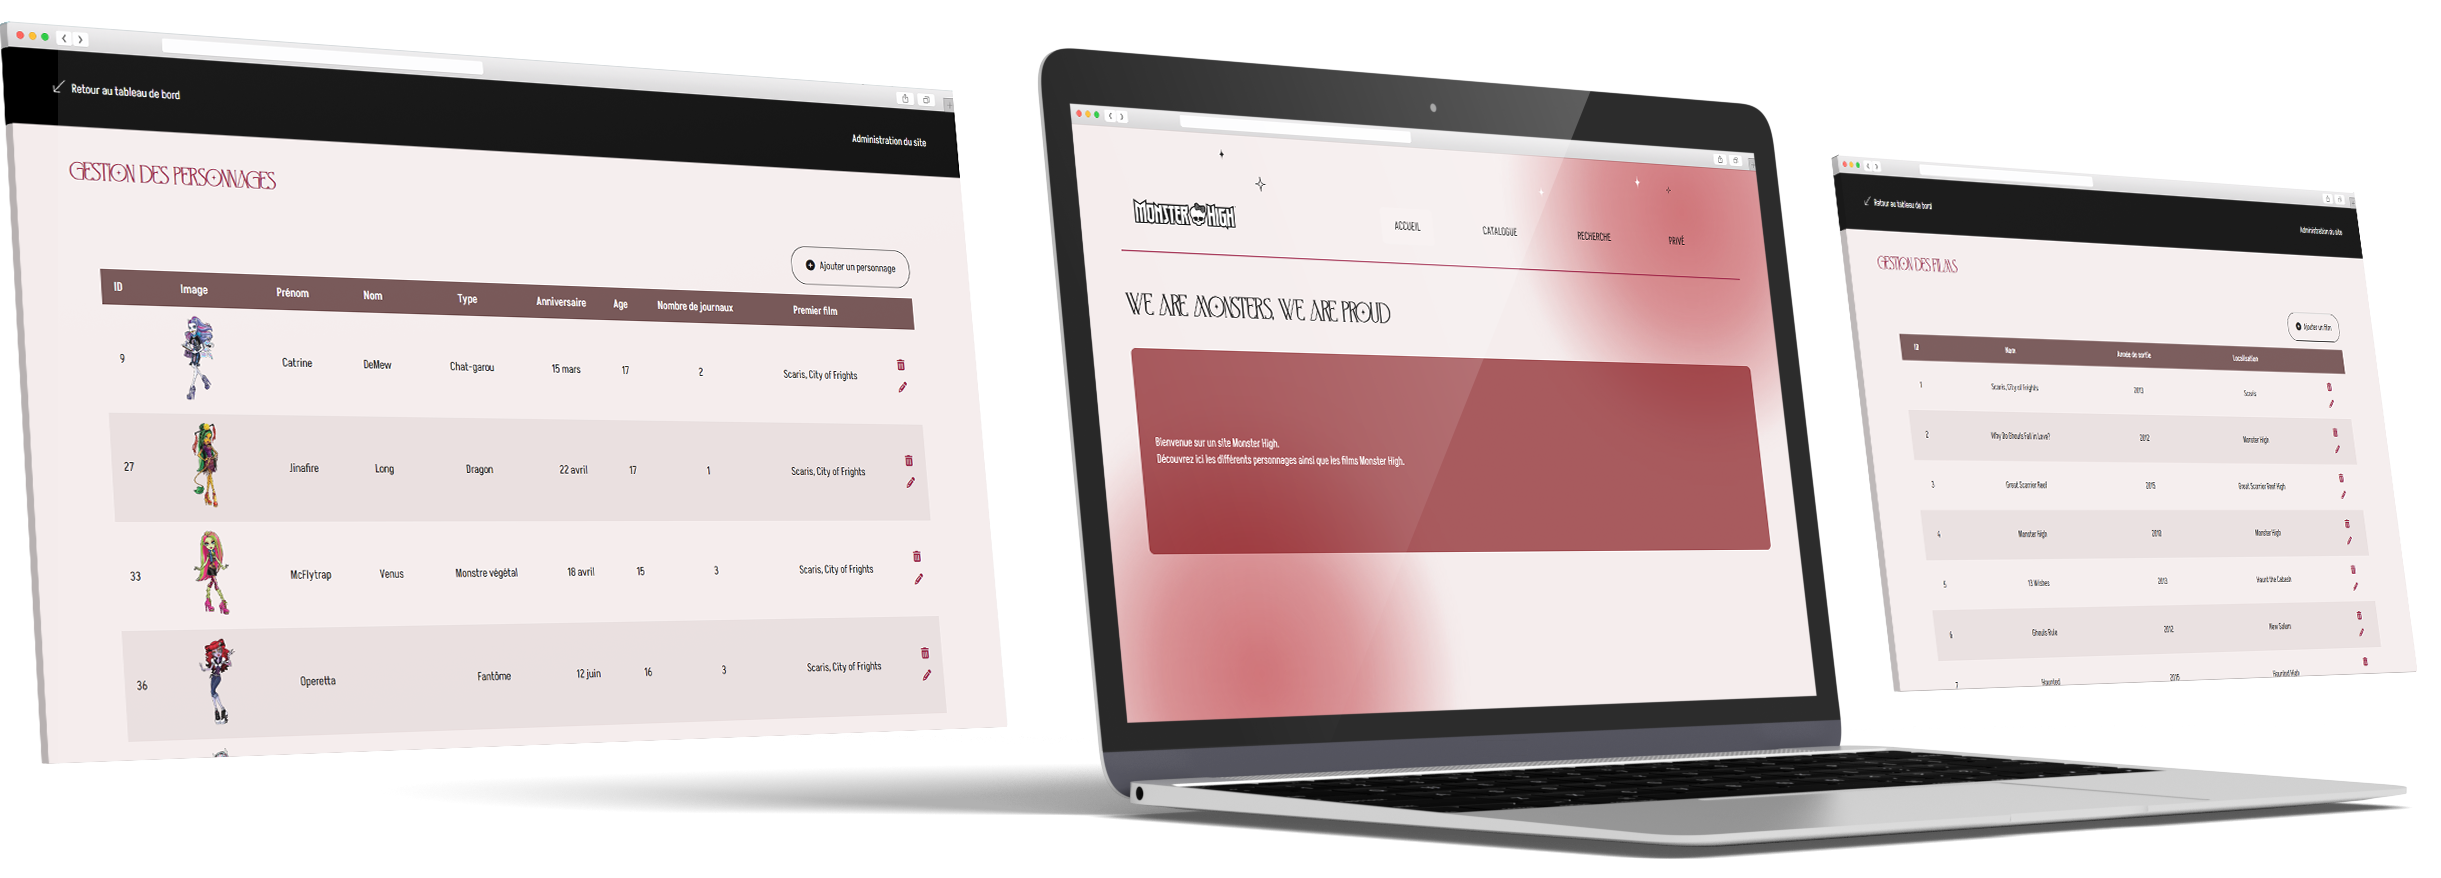 Retour au tableau de bord
Administration du site
GESTION DES PERSONNAGES
Ajouter un personnage
ID Image Prénom Nom Type Anniversaire Age Nombre de journaux Premier film
9 Catrine DeMew Chat-garou 15 mars 17 2 Scaris, City of Frights
27 Jinafire Long Dragon 22 avril 17 1 Scaris, City of Frights
33 McFlytrap Venus Monstre végétal 18 avril 15 3 Scaris, City of Frights
36 Operetta Fantôme 12 juin 16 3 Scaris, City of Frights
MONSTER HIGH
ACCUEIL CATALOGUE RECHERCHE PRIVÉ
WE ARE MONSTERS, WE ARE PROUD
Bienvenue sur un site Monster High.
Découvrez ici les différents personnages ainsi que les films Monster High.
Retour au tableau de bord
Administration du site
GESTION DES FILMS
Ajouter un film
Nom Année de sortie Localisation
1 Scaris, City of Frights 2013 Scaris
2 Why Do Ghouls Fall in Love? 2012 Monster High
3 Great Scarrier Reef 2015 Great Scarrier Reef High
4 Monster High 2010 Monster High
5 13 Wishes 2013 Haunt the Casbah
6 Ghouls Rule 2012 New Salem
7 Haunted 2015 Haunted High